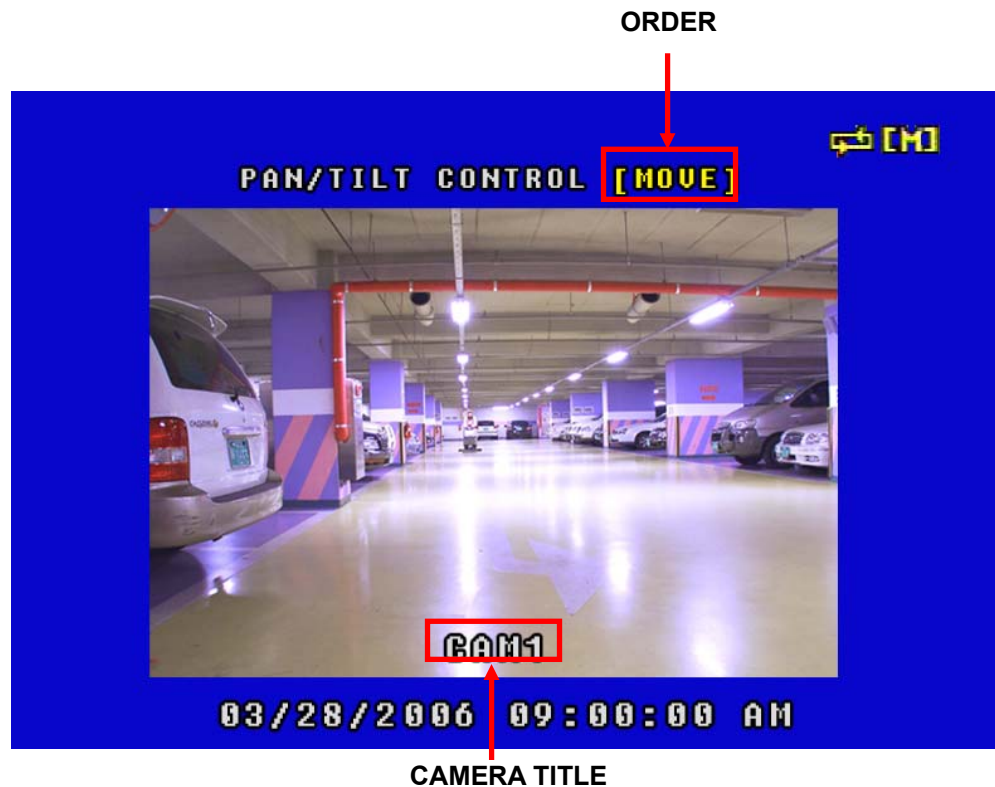 ORDER
[M]
PAN/TILT CONTROL [MOVE]
CAM1
03/28/2006 09:00:00 AM
CAMERA TITLE